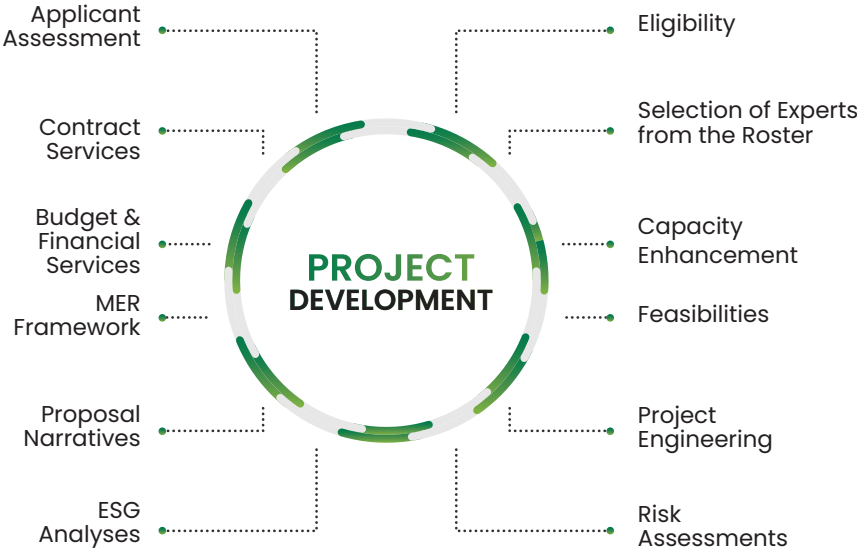 Applicant
Assessment
Contract
Services
Budget &
Financial
Services
MER
Framework
Proposal
Narratives
ESG
Analyses
PROJECT
DEVELOPMENT
Eligibility
Selection of Experts
from the Roster
Capacity
Enhancement
Feasibilities
Project
Engineering
Risk
Assessments